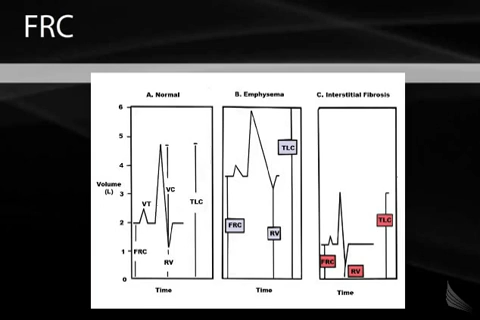 FRC
A. Normal
B. Emphysema
C. Interstitial Fibrosis
6
5
4
Volume
(L)
3
2
1
0
VT
VC
TLC
FRC
RV
Time
TLC
FRC
RV
Time
TLC
FRC
RV
Time